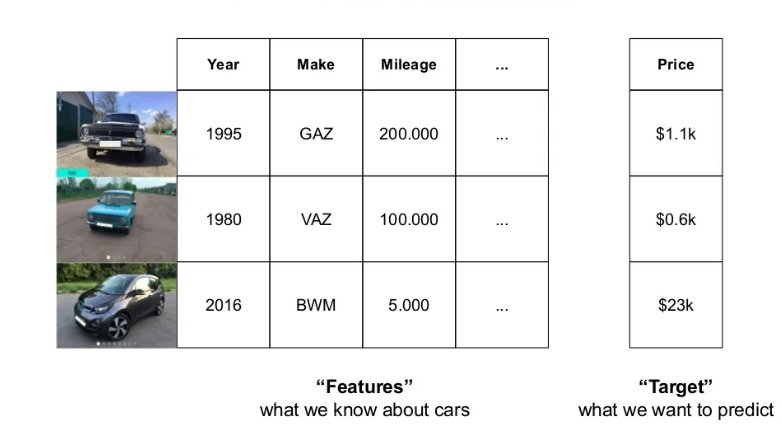 Year Make Mileage ... Price
1995 GAZ 200.000 ... $1.1k
1980 VAZ 100.000 ... $0.6k
2016 BWM 5.000 ... $23k
“Features” “Target”
what we know about cars what we want to predict